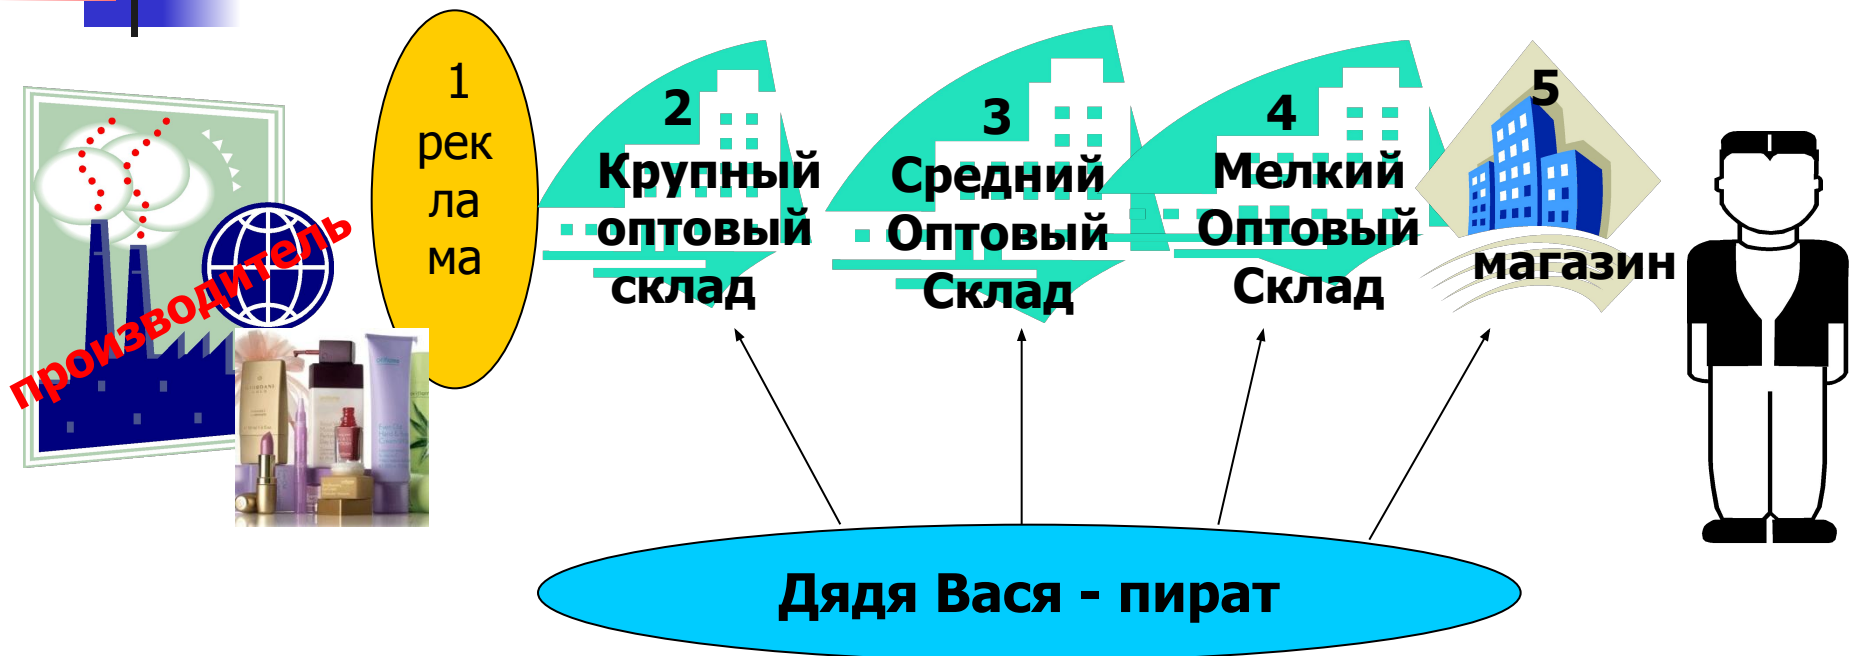 производитель
1
рек
ла
ма
2
Крупный
оптовый
склад
3
Средний
Оптовый
Склад
4
Мелкий
Оптовый
Склад
5
магазин
Дядя Вася - пират